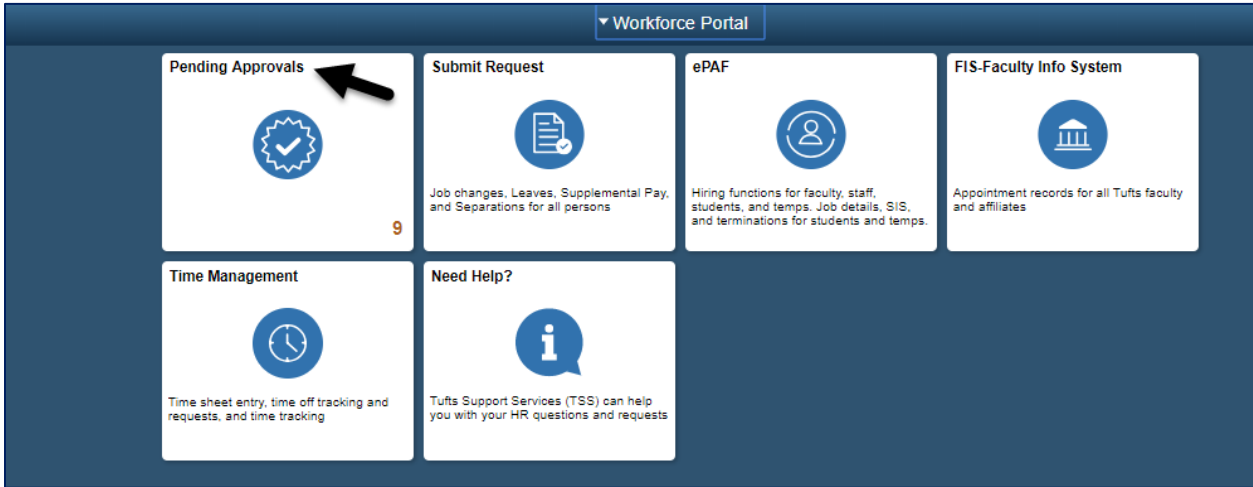 Workforce Portal
Pending Approvals
9
Submit Request
Job changes, Leaves, Supplemental Pay,
and Separations for all persons
ePAF
Hiring functions for faculty, staff,
students, and temps. Job details, SIS,
and terminations for students and temps.
FIS-Faculty Info System
Appointment records for all Tufts faculty
and affiliates
Time Management
Time sheet entry, time off tracking and
requests, and time tracking
Need Help?
Tufts Support Services (TSS) can help
you with your HR questions and requests